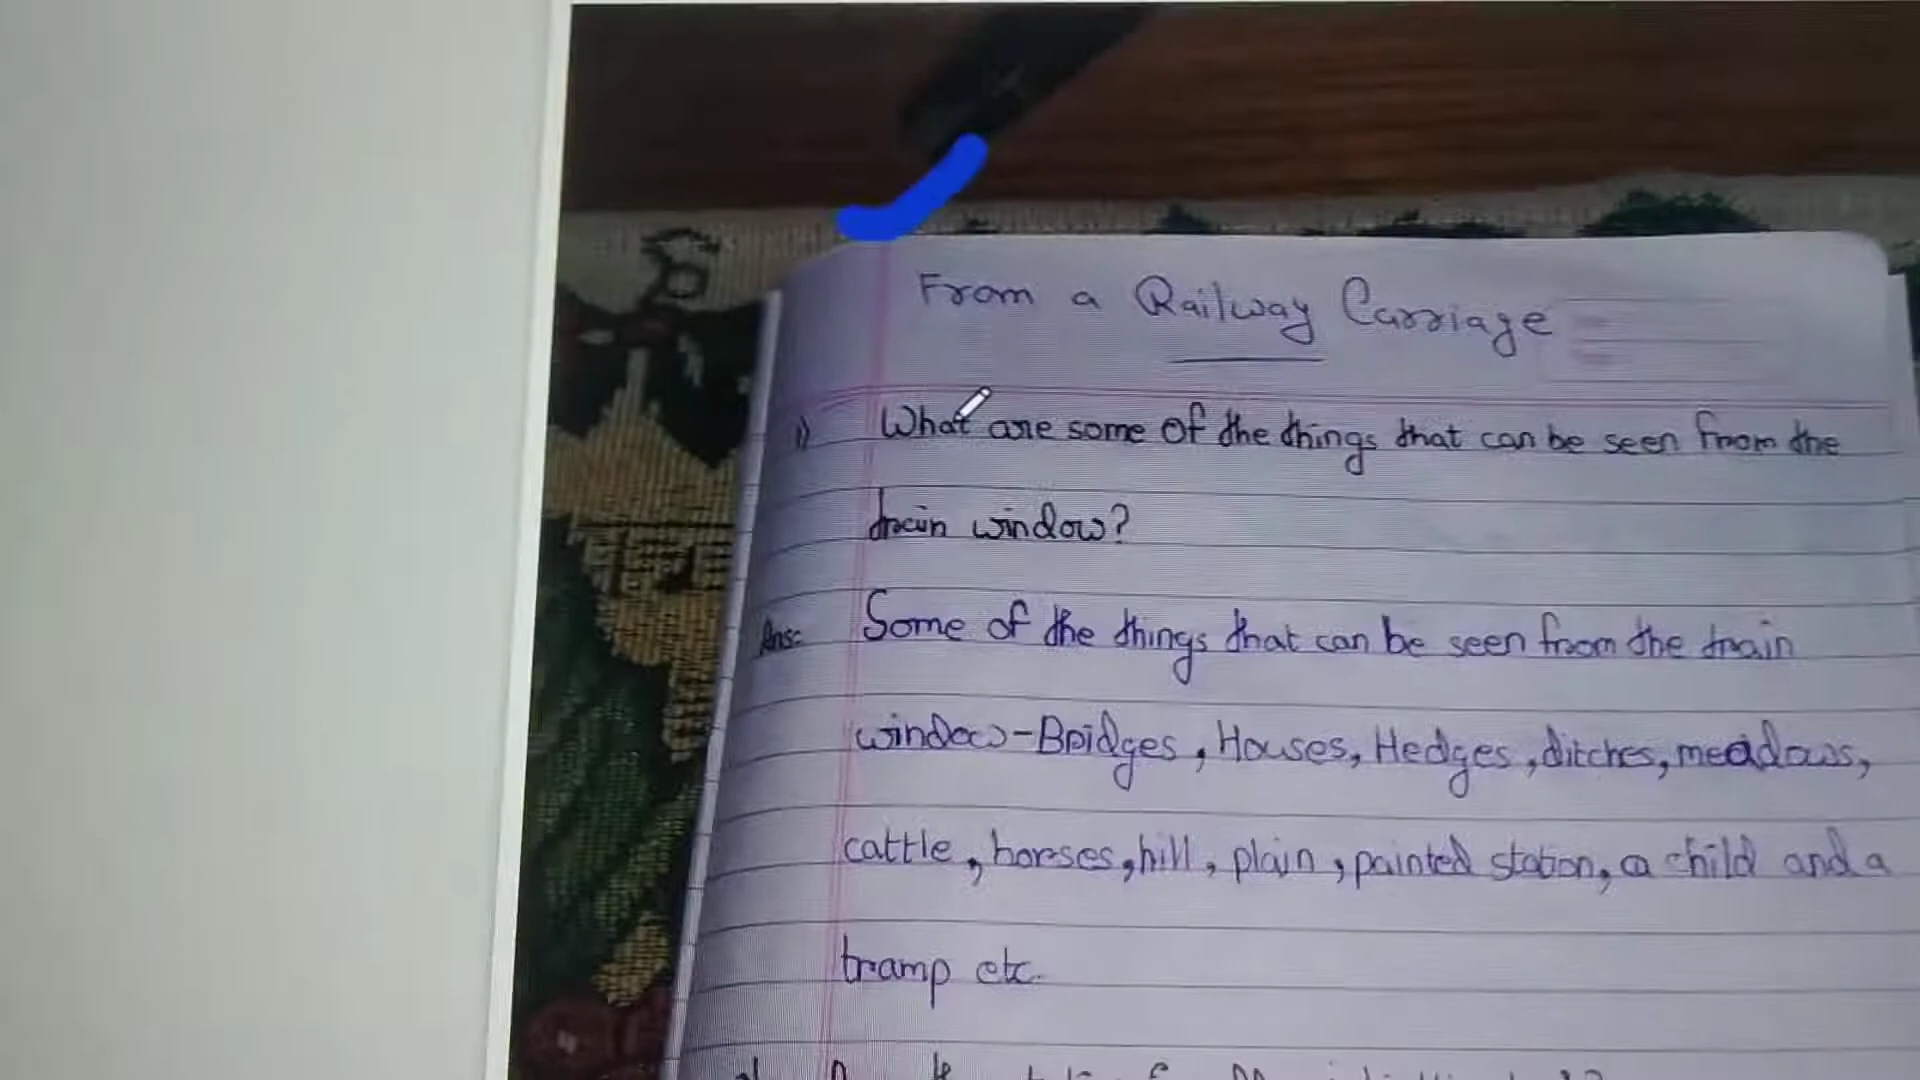 From a Railway Carriage
1) What are some of the things that can be seen from the
train window?
Ans: Some of the things that can be seen from the train
window-Bridges, Houses, Hedges, ditches, meadows,
cattle, horses, hill, plain, painted station, a child and a
tramp etc.